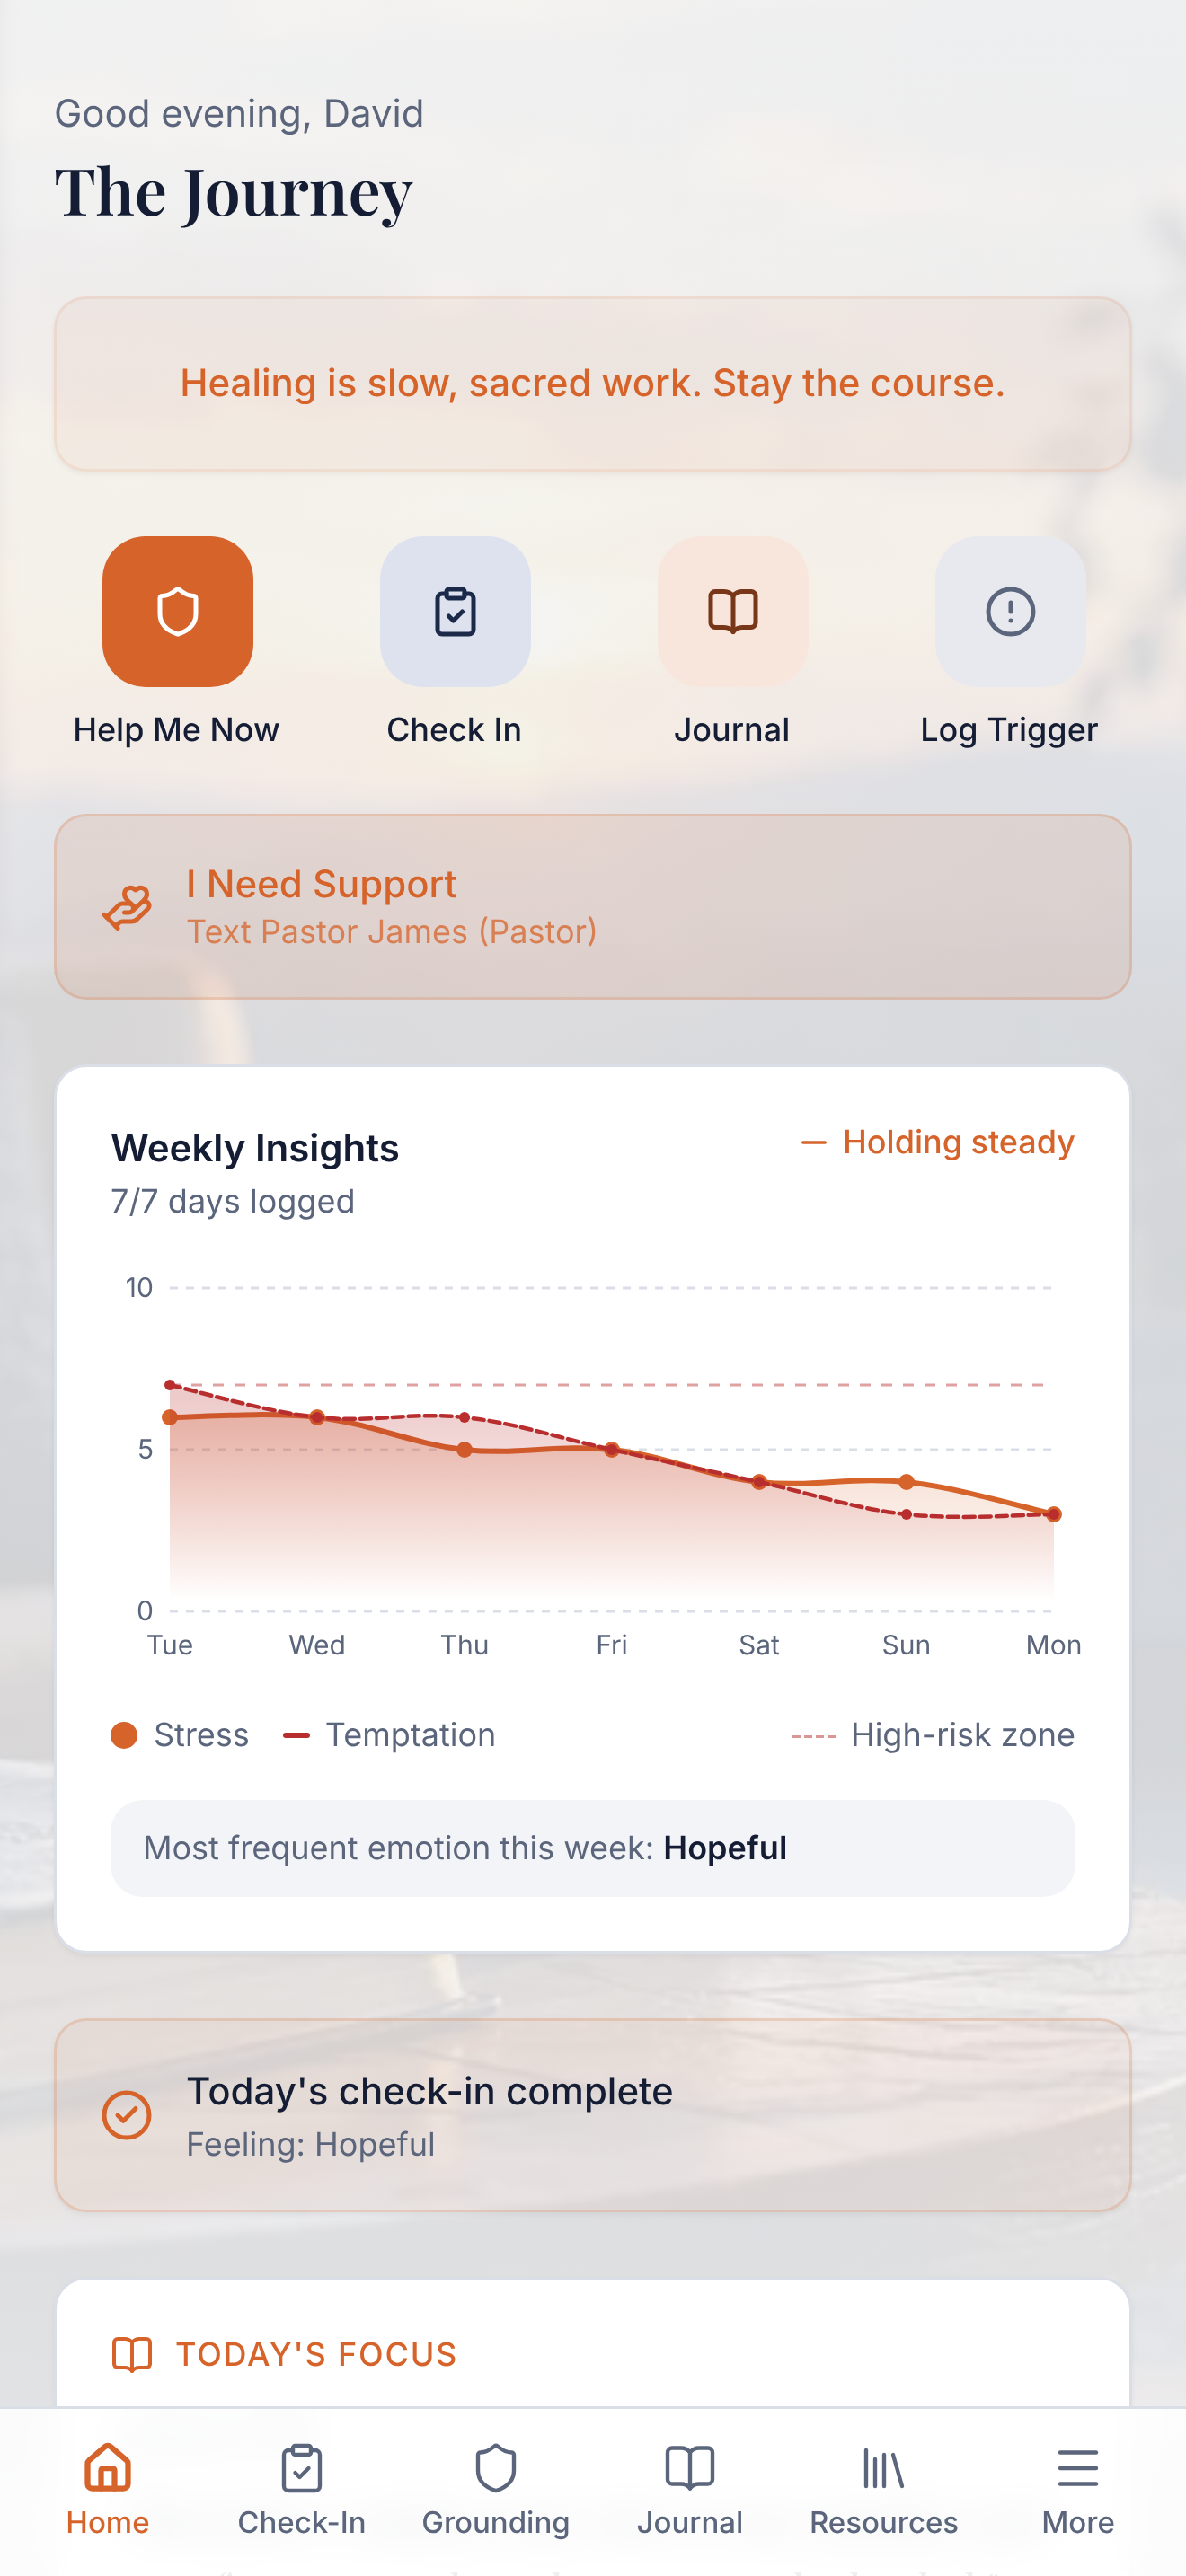 Good evening, David
The Journey
Healing is slow, sacred work. Stay the course.
Help Me Now
Check In
Journal
Log Trigger
I Need Support
Text Pastor James (Pastor)
Weekly Insights
Holding steady
7/7 days logged
10
5
0
Tue Wed Thu Fri Sat Sun Mon
Stress
Temptation
High-risk zone
Most frequent emotion this week: Hopeful
Today's check-in complete
Feeling: Hopeful
TODAY'S FOCUS
Home
Check-In
Grounding
Journal
Resources
More